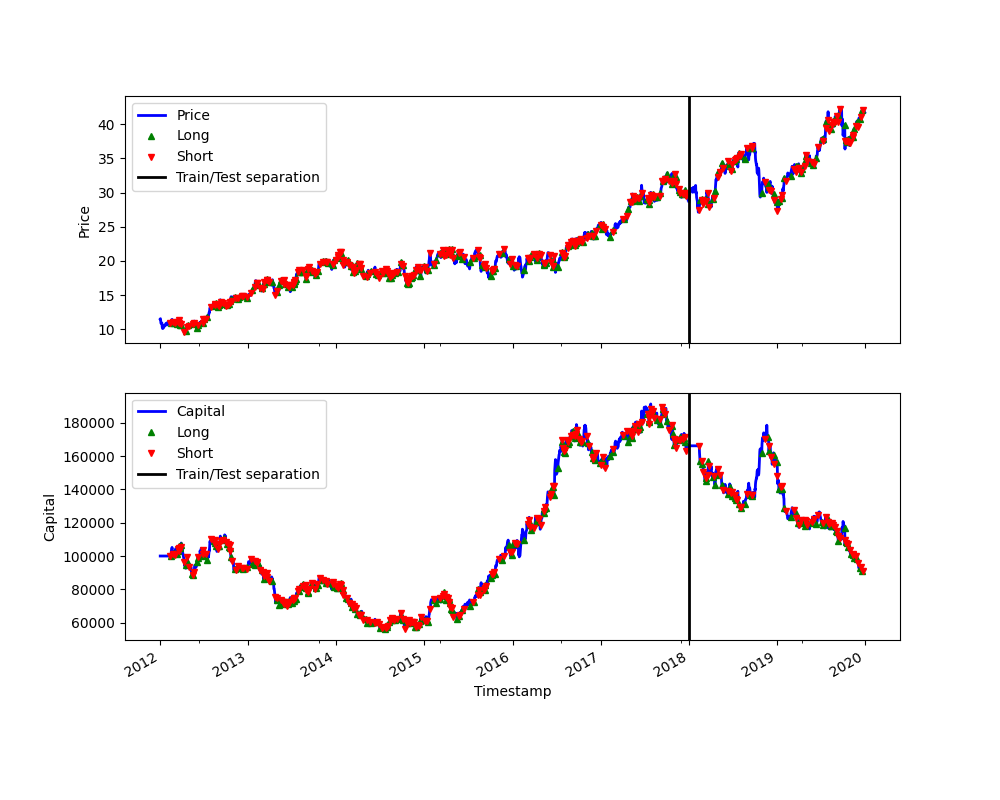 Price
Long
Short
Train/Test separation
40
35
30
25
20
15
10
Price
Capital
Long
Short
Train/Test separation
180000
160000
140000
120000
100000
80000
60000
Capital
2012 2013 2014 2015 2016 2017 2018 2019 2020
Timestamp